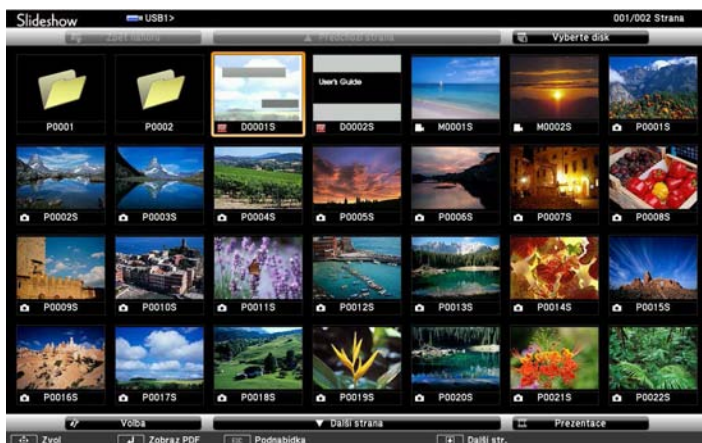 Slideshow USB1> 001/002 Strana
Zpět nahoru ▲ Předchozí strana Vyberte disk
P0001 P0002 D0001S D0002S M0001S M0002S P0001S
User's Guide
P0002S P0003S P0004S P0005S P0006S P0007S P0008S
P0009S P0010S P0011S P0012S P0013S P0014S P0015S
P0016S P0017S P0018S P0019S P0020S P0021S P0022S
Volba ▼ Další strana Prezentace
Zvol Zobraz PDF ESC Podnabídka Další str.